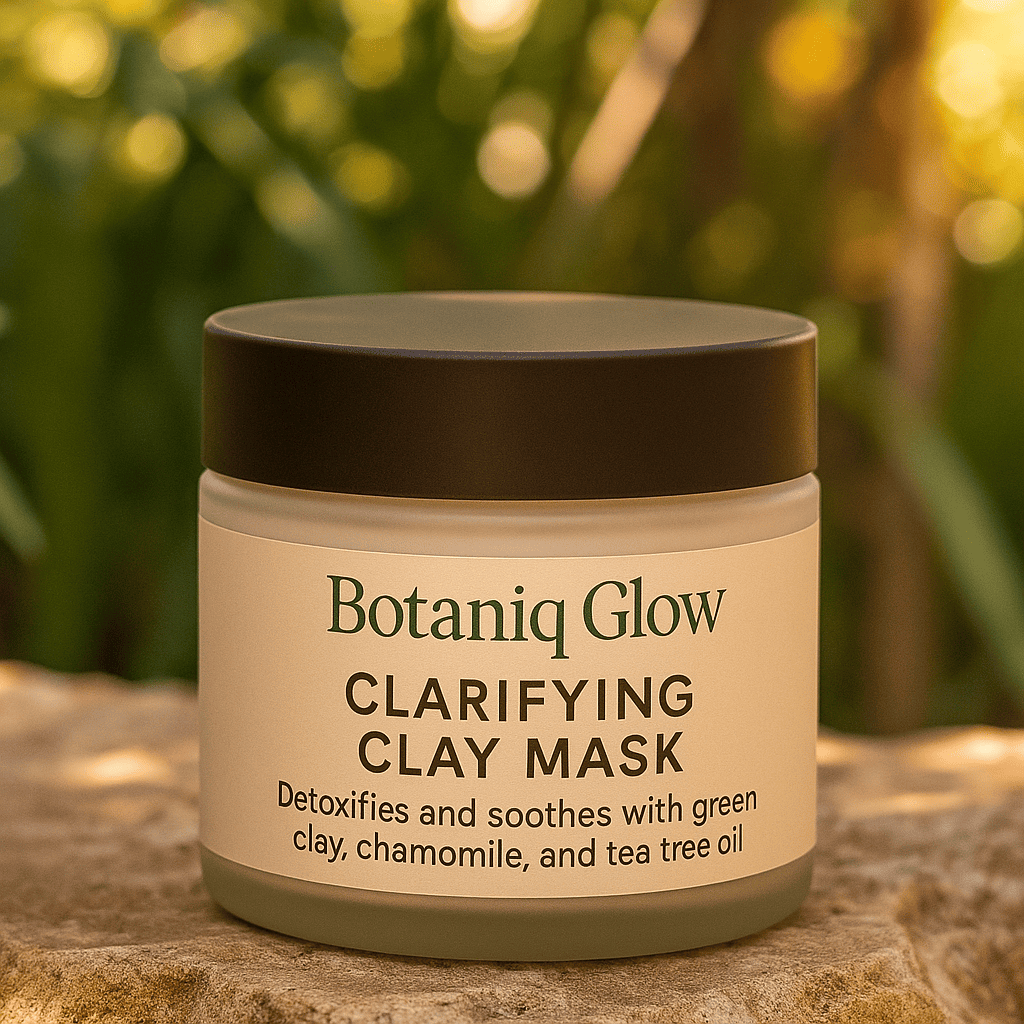 Botaniq Glow
CLARIFYING
CLAY MASK
Detoxifies and soothes with green
clay, chamomile, and tea tree oil